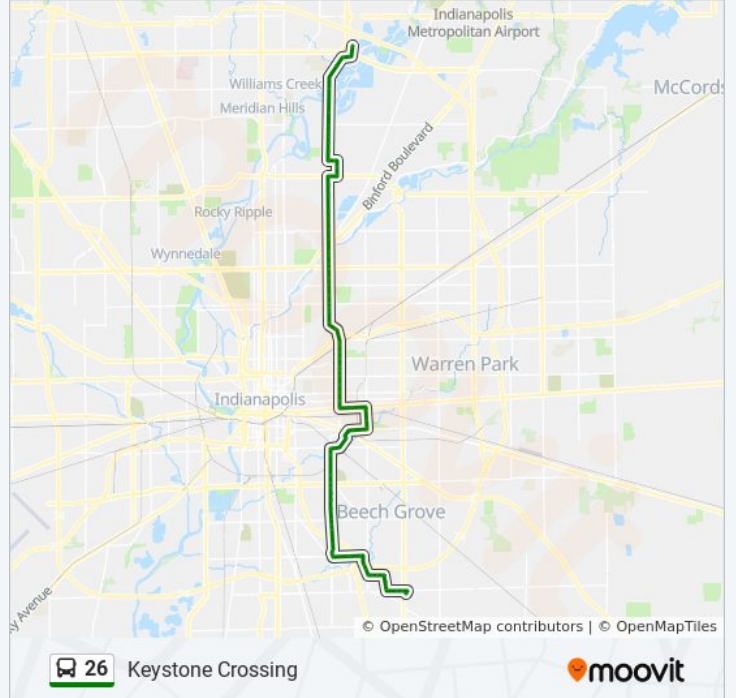 Indianapolis
Metropolitan Airport
Williams Creek
McCords
Meridian Hills
Binford Boulevard
Rocky Ripple
Wynnedale
Warren Park
Indianapolis
Beech Grove
y Avenue
© OpenStreetMap contributors | © OpenMapTiles
26 Keystone Crossing
moovit